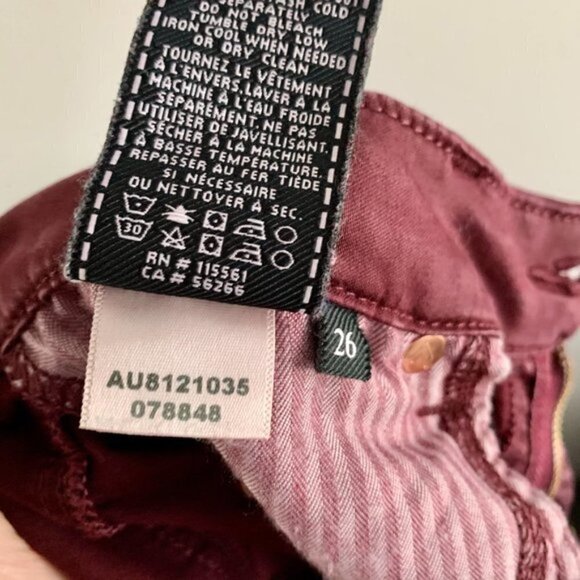 WASH COLD
SEPARATELY
DO NOT BLEACH
TUMBLE DRY LOW
IRON COOL WHEN NEEDED
OR DRY CLEAN
TOURNEZ LE VÊTEMENT
À L'ENVERS. LAVER À LA
MACHINE À L'EAU FROIDE
SÉPARÉMENT. NE PAS
UTILISER DE JAVELLISANT.
SÉCHER À LA MACHINE
À BASSE TEMPÉRATURE.
REPASSER AU FER TIÈDE
SI NÉCESSAIRE
OU NETTOYER À SEC.
30
RN # 115561
CA # 56266
26
AU8121035
078848